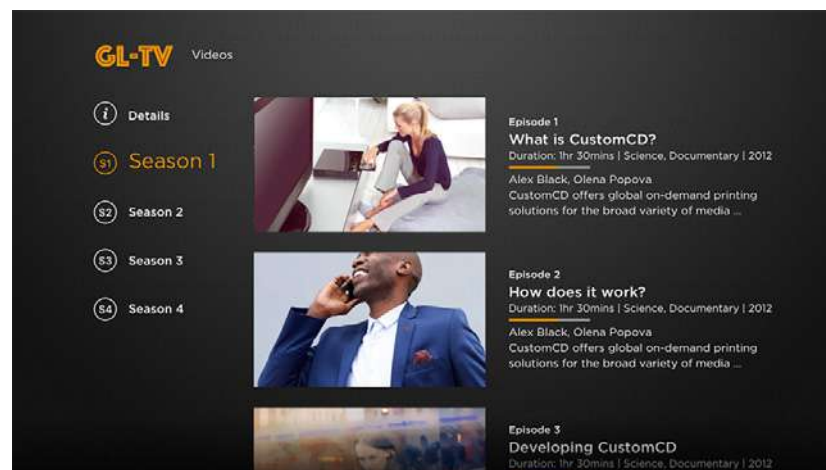 GL-TV Videos
i Details
S1 Season 1
S2 Season 2
S3 Season 3
S4 Season 4
Episode 1
What is CustomCD?
Duration: 1hr 30mins | Science, Documentary | 2012
Alex Black, Olena Popova
CustomCD offers global on-demand printing
solutions for the broad variety of media ...
Episode 2
How does it work?
Duration: 1hr 30mins | Science, Documentary | 2012
Alex Black, Olena Popova
CustomCD offers global on-demand printing
solutions for the broad variety of media ...
Episode 3
Developing CustomCD
Duration: 1hr 30mins | Science, Documentary | 2012